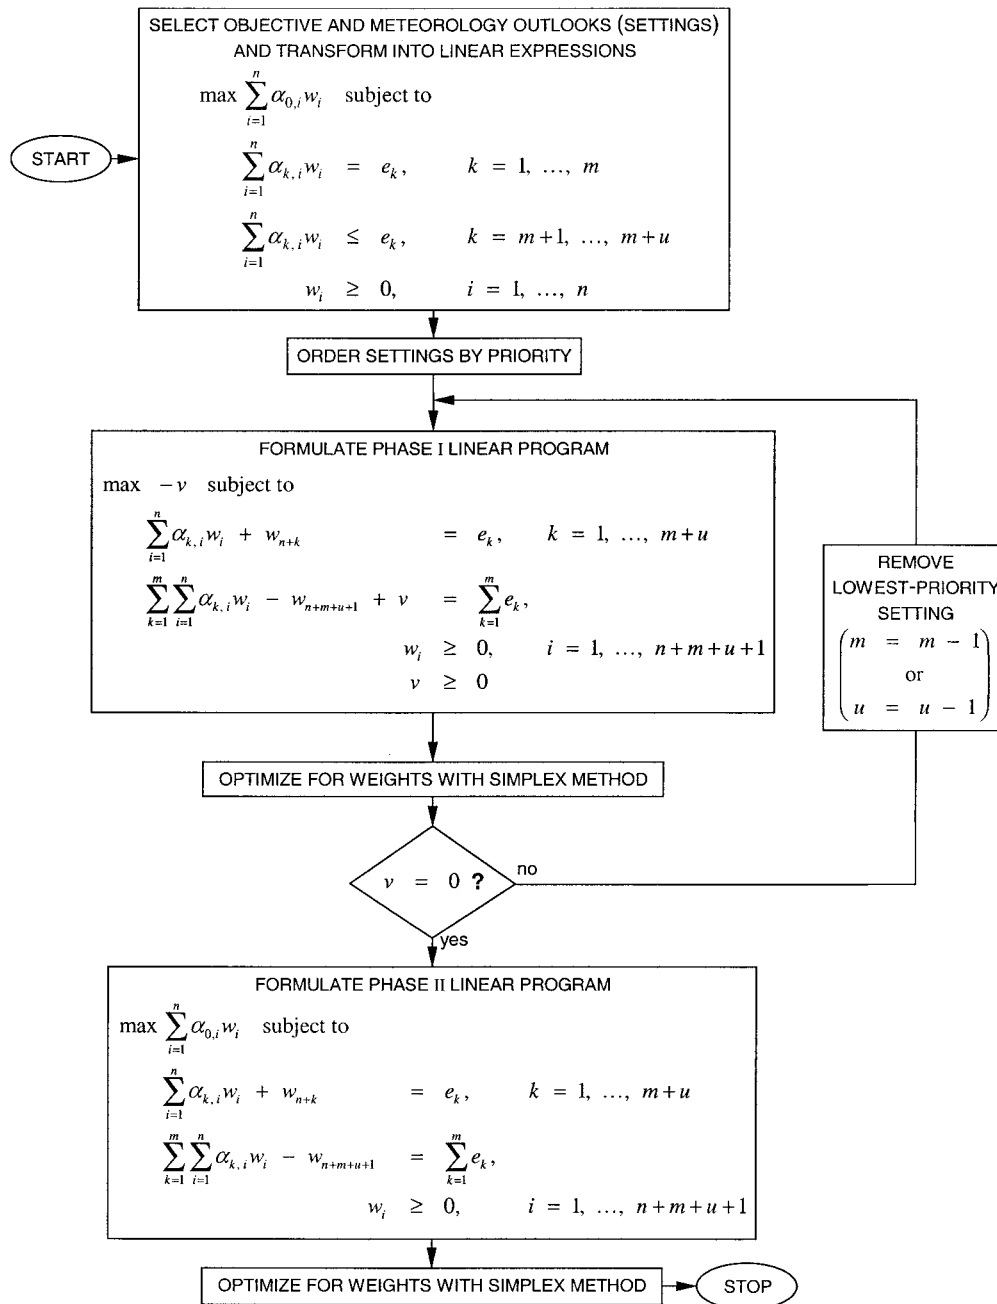 SELECT OBJECTIVE AND METEOROLOGY OUTLOOKS (SETTINGS)
AND TRANSFORM INTO LINEAR EXPRESSIONS
max ∑_{i=1}^{n} α_{0,i} w_i subject to
START
∑_{i=1}^{n} α_{k,i} w_i = e_k, k = 1, …, m
∑_{i=1}^{n} α_{k,i} w_i ≤ e_k, k = m+1, …, m+u
w_i ≥ 0, i = 1, …, n
ORDER SETTINGS BY PRIORITY
FORMULATE PHASE I LINEAR PROGRAM
max −v subject to
∑_{i=1}^{n} α_{k,i} w_i + w_{n+k} = e_k, k = 1, …, m+u
∑_{k=1}^{m} ∑_{i=1}^{n} α_{k,i} w_i − w_{n+m+u+1} + v = ∑_{k=1}^{m} e_k,
w_i ≥ 0, i = 1, …, n+m+u+1
v ≥ 0
REMOVE
LOWEST-PRIORITY
SETTING
(m = m − 1
or
u = u − 1)
OPTIMIZE FOR WEIGHTS WITH SIMPLEX METHOD
v = 0 ?
no
yes
FORMULATE PHASE II LINEAR PROGRAM
max ∑_{i=1}^{n} α_{0,i} w_i subject to
∑_{i=1}^{n} α_{k,i} w_i + w_{n+k} = e_k, k = 1, …, m+u
∑_{k=1}^{m} ∑_{i=1}^{n} α_{k,i} w_i − w_{n+m+u+1} = ∑_{k=1}^{m} e_k,
w_i ≥ 0, i = 1, …, n+m+u+1
OPTIMIZE FOR WEIGHTS WITH SIMPLEX METHOD
STOP